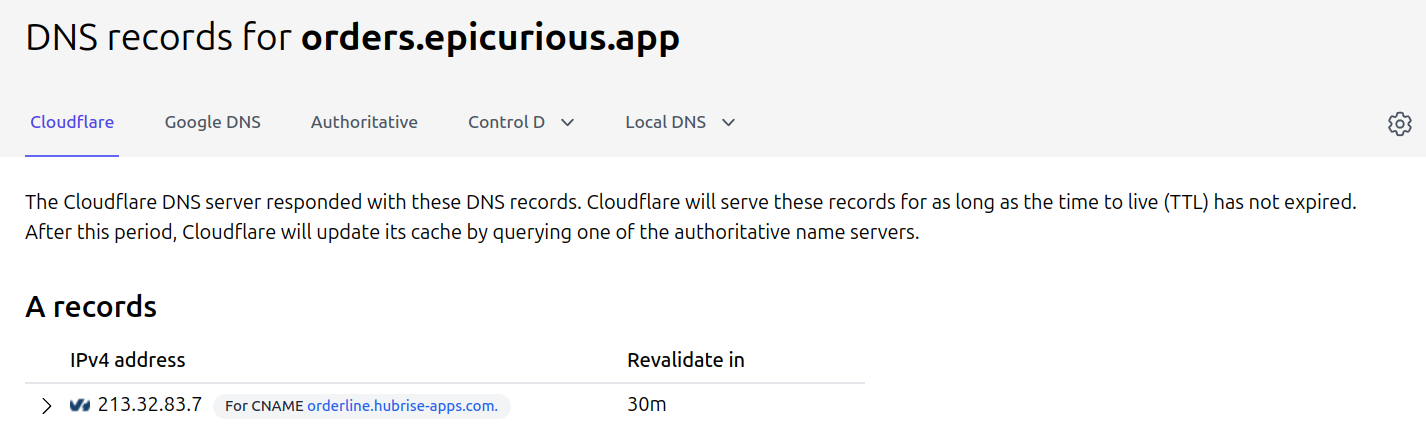 DNS records for orders.epicurious.app
Cloudflare Google DNS Authoritative Control D Local DNS
The Cloudflare DNS server responded with these DNS records. Cloudflare will serve these records for as long as the time to live (TTL) has not expired.
After this period, Cloudflare will update its cache by querying one of the authoritative name servers.
A records
IPv4 address Revalidate in
213.32.83.7 For CNAME orderline.hubrise-apps.com. 30m